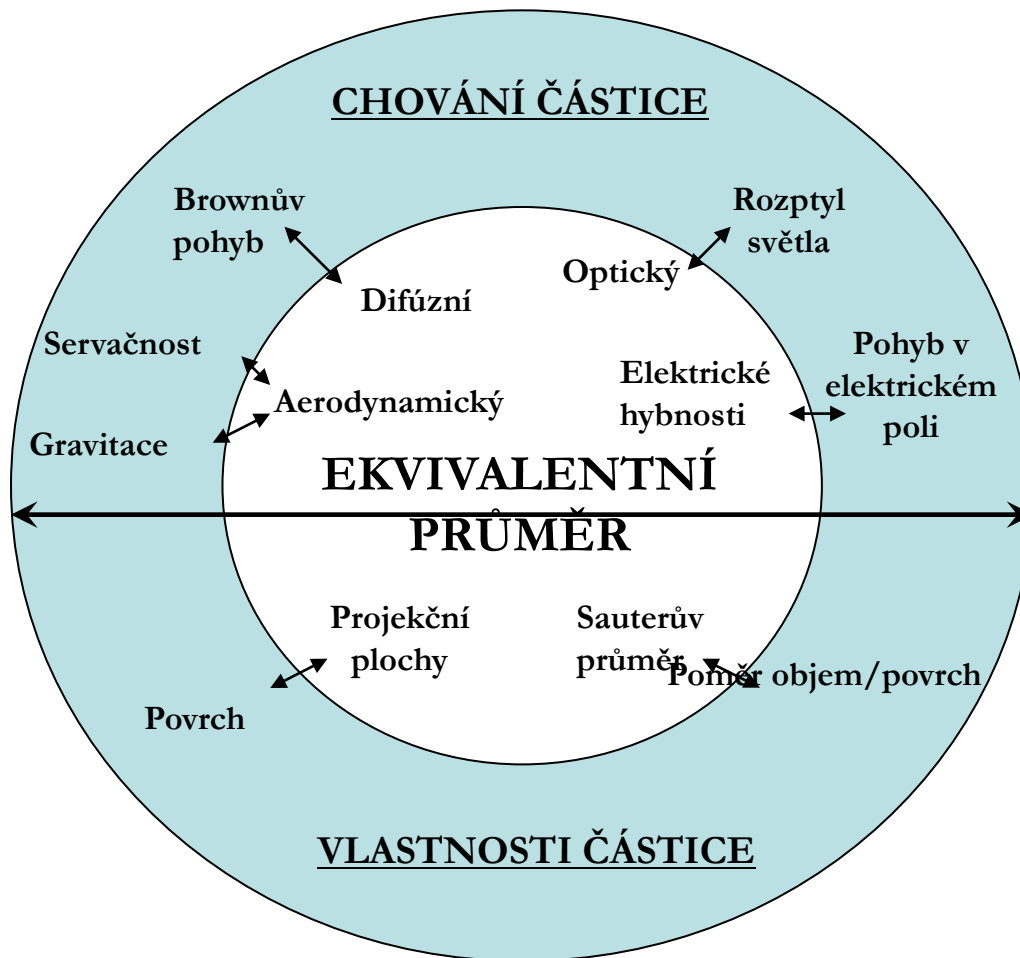 CHOVÁNÍ ČÁSTICE
Brownův
pohyb
Rozptyl
světla
Optický
Difúzní
Servačnost
Pohyb v
elektrickém
poli
Elektrické
hybnosti
Aerodynamický
Gravitace
EKVIVALENTNÍ
PRŮMĚR
Projekční
plochy
Sauterův
průměr
Poměr objem/povrch
Povrch
VLASTNOSTI ČÁSTICE